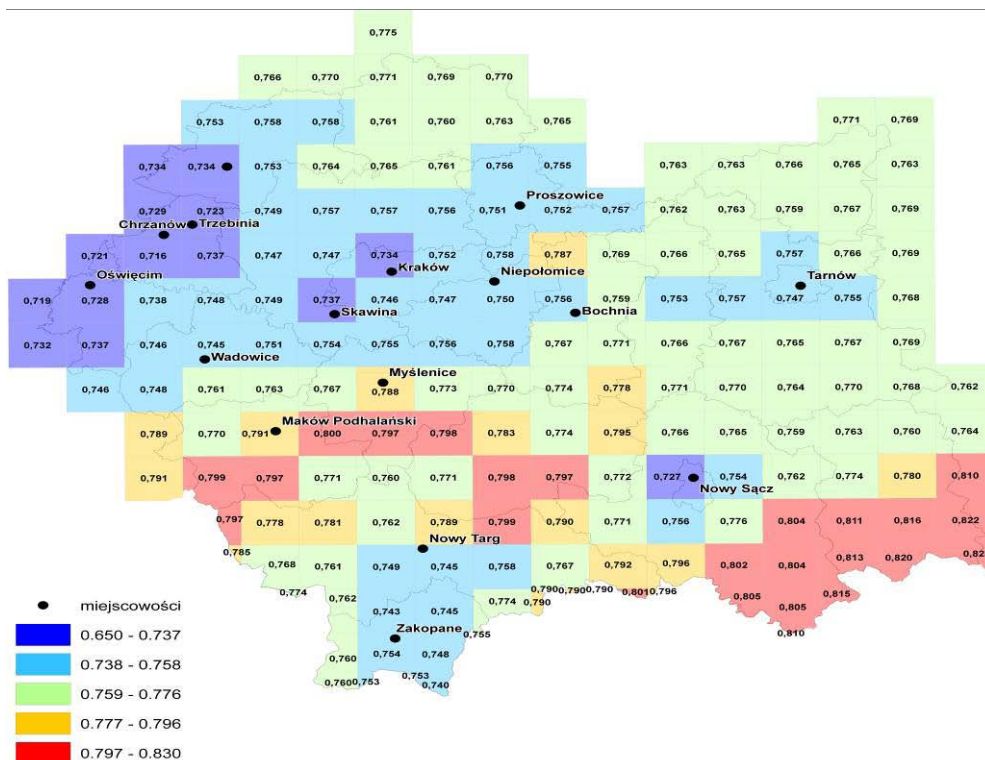 0,775
0,766 0,770 0,771 0,769 0,770
0,753 0,758 0,758 0,761 0,760 0,763 0,765 0,771 0,769
0,734 0,734 0,753 0,764 0,765 0,761 0,756 0,755 0,763 0,763 0,766 0,765 0,763
Proszowice
0,729 0,723 0,749 0,757 0,757 0,756 0,751 0,752 0,757 0,762 0,763 0,759 0,767 0,769
Chrzanów Trzebinia
0,721 0,716 0,737 0,747 0,747 0,734 0,752 0,758 0,787 0,769 0,766 0,766 0,757 0,766 0,769
Oświęcim Kraków Niepołomice Tarnów
0,719 0,728 0,738 0,748 0,749 0,737 0,746 0,747 0,750 0,756 0,759 0,753 0,757 0,747 0,755 0,768
Skawina Bochnia
0,732 0,737 0,746 0,745 0,751 0,754 0,755 0,756 0,758 0,767 0,771 0,766 0,767 0,765 0,767 0,769
Wadowice
Myślenice
0,746 0,748 0,761 0,763 0,767 0,788 0,773 0,770 0,774 0,778 0,771 0,770 0,764 0,770 0,768 0,762
Maków Podhalański
0,789 0,770 0,791 0,800 0,797 0,798 0,783 0,774 0,795 0,766 0,765 0,759 0,763 0,760 0,764
0,791 0,799 0,797 0,771 0,760 0,771 0,798 0,797 0,772 0,727 0,754 0,762 0,774 0,780 0,810
Nowy Sącz
0,797 0,778 0,781 0,762 0,789 0,799 0,790 0,771 0,756 0,776 0,804 0,811 0,816 0,822
Nowy Targ
0,785 0,768 0,761 0,749 0,745 0,758 0,767 0,792 0,796 0,802 0,804 0,813 0,820
0,774 0,762 0,774 0,790 0,790 0,790 0,790 0,801 0,796 0,805 0,805 0,815
0,743 0,745 0,755 0,810
Zakopane
0,760 0,754 0,748
0,760 0,753 0,753 0,740
miejscowości
0.650 - 0.737
0.738 - 0.758
0.759 - 0.776
0.777 - 0.796
0.797 - 0.830